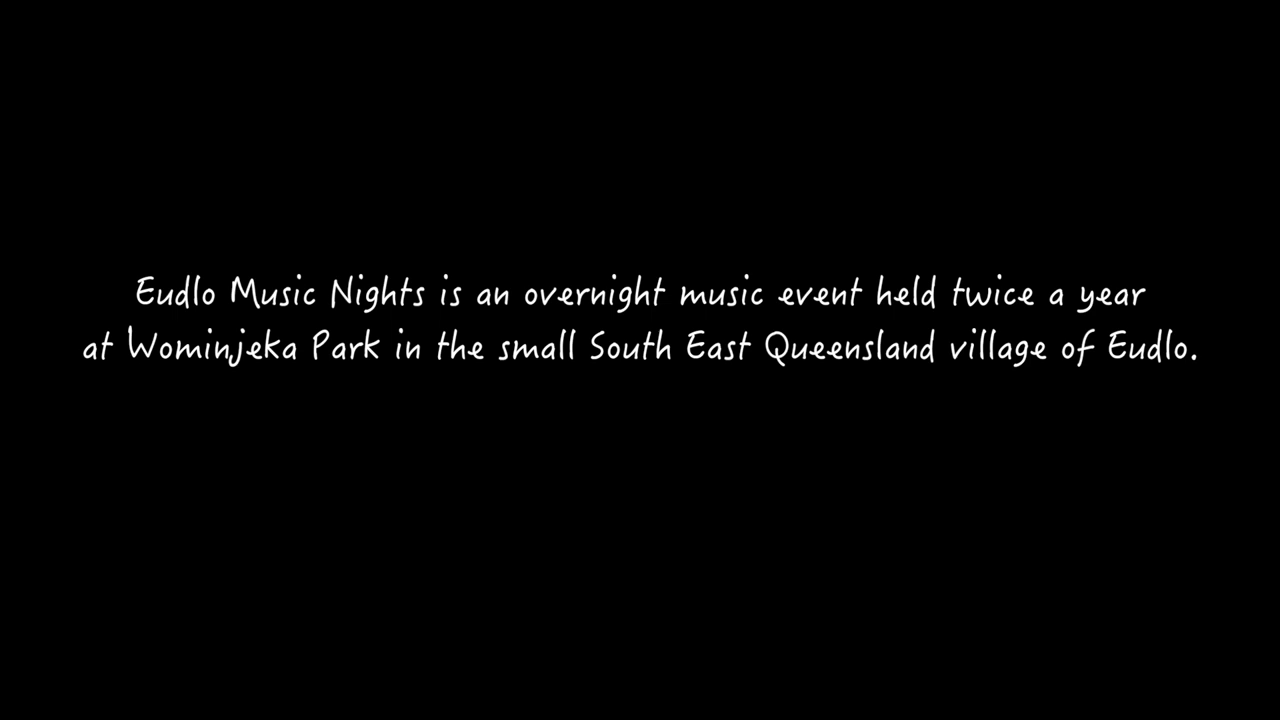 Eudlo Music Nights is an overnight music event held twice a year
at Wominjeka Park in the small South East Queensland village of Eudlo.